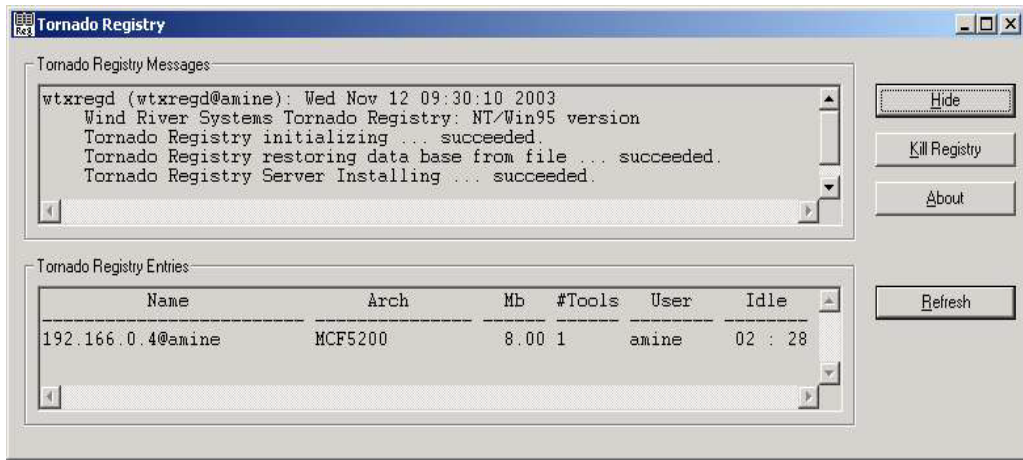 Reg
Tornado Registry
Tornado Registry Messages
wtxregd (wtxregd@amine): Wed Nov 12 09:30:10 2003
Wind River Systems Tornado Registry: NT/Win95 version
Tornado Registry initializing ... succeeded.
Tornado Registry restoring data base from file ... succeeded.
Tornado Registry Server Installing ... succeeded.
Hide
Kill Registry
About
Tornado Registry Entries
Name Arch Mb #Tools User Idle
192.166.0.4@amine MCF5200 8.00 1 amine 02 : 28
Refresh